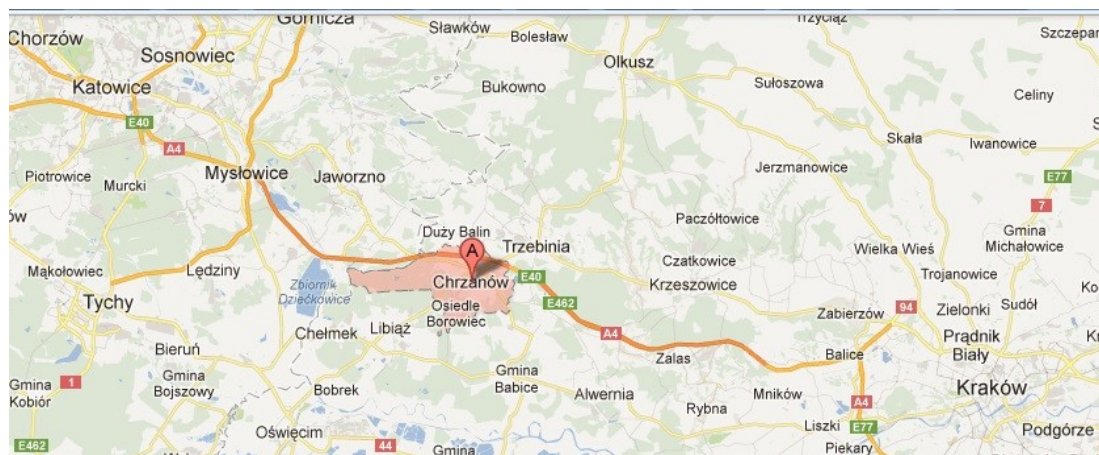 Górnicza
Trzyciąż
Sławków
Bolesław
Chorzów
Sosnowiec
Olkusz
Katowice
Bukowno
Sułoszowa
Celiny
E40
A4
Skała
Iwanowice
Piotrowice
Murcki
Mysłowice
Jaworzno
Jerzmanowice
E77
7
Paczółtowice
Gmina
Michałowice
Duży Balin
A
Trzebinia
Wielka Wieś
Mąkołowiec
Lędziny
Zbiornik
Dziećkowice
Chrzanów
E40
Czatkowice
Krzeszowice
Trojanowice
Tychy
Osiedle
Borowiec
E462
94
Zabierzów
Zielonki
Sudół
Chełmek
Libiąż
A4
Prądnik
Biały
Bieruń
Zalas
Balice
1
Gmina
Kobiór
Gmina
Bojszowy
Bobrek
Gmina
Babice
Alwernia
Mników
Kraków
Rybna
A4
Oświęcim
Liszki
E77
Podgórze
E462
44
Gmina
Piekary